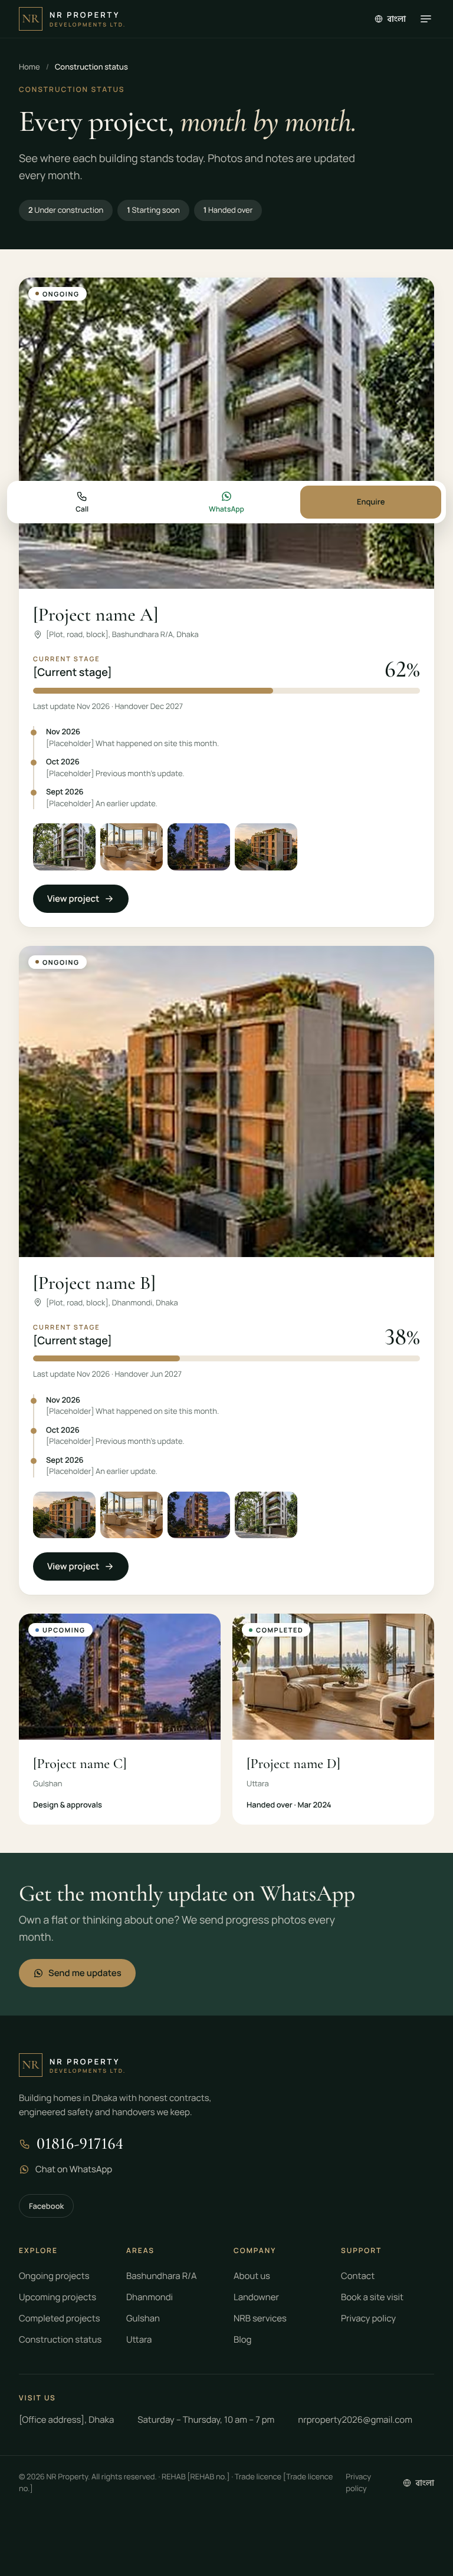 NR
NR PROPERTY
DEVELOPMENTS LTD.
বাংলা
Home / Construction status
CONSTRUCTION STATUS
Every project, month by month.
See where each building stands today. Photos and notes are updated
every month.
2 Under construction
1 Starting soon
1 Handed over
ONGOING
Call
WhatsApp
Enquire
[Project name A]
[Plot, road, block], Bashundhara R/A, Dhaka
CURRENT STAGE
[Current stage]
62%
Last update Nov 2026 · Handover Dec 2027
Nov 2026
[Placeholder] What happened on site this month.
Oct 2026
[Placeholder] Previous month's update.
Sept 2026
[Placeholder] An earlier update.
View project →
ONGOING
[Project name B]
[Plot, road, block], Dhanmondi, Dhaka
CURRENT STAGE
[Current stage]
38%
Last update Nov 2026 · Handover Jun 2027
Nov 2026
[Placeholder] What happened on site this month.
Oct 2026
[Placeholder] Previous month's update.
Sept 2026
[Placeholder] An earlier update.
View project →
UPCOMING
[Project name C]
Gulshan
Design & approvals
COMPLETED
[Project name D]
Uttara
Handed over · Mar 2024
Get the monthly update on WhatsApp
Own a flat or thinking about one? We send progress photos every
month.
Send me updates
NR
NR PROPERTY
DEVELOPMENTS LTD.
Building homes in Dhaka with honest contracts,
engineered safety and handovers we keep.
01816-917164
Chat on WhatsApp
Facebook
EXPLORE
Ongoing projects
Upcoming projects
Completed projects
Construction status
AREAS
Bashundhara R/A
Dhanmondi
Gulshan
Uttara
COMPANY
About us
Landowner
NRB services
Blog
SUPPORT
Contact
Book a site visit
Privacy policy
VISIT US
[Office address], Dhaka
Saturday – Thursday, 10 am – 7 pm
nrproperty2026@gmail.com
© 2026 NR Property. All rights reserved. · REHAB [REHAB no.] · Trade licence [Trade licence
no.]
Privacy
policy
বাংলা